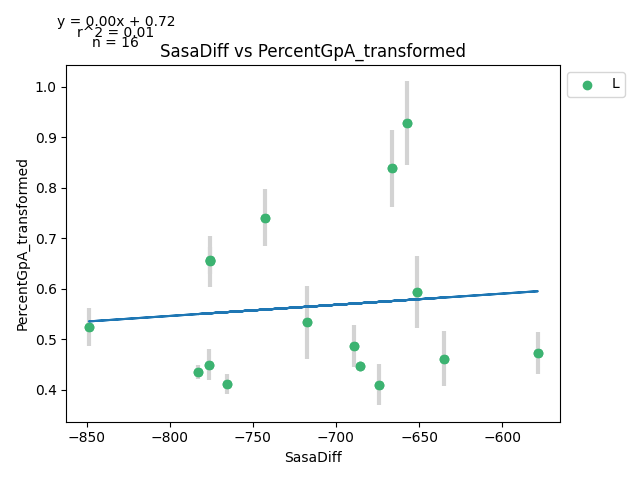 y = 0.00x + 0.72
r^2 = 0.01
n = 16
SasaDiff vs PercentGpA_transformed
L
PercentGpA_transformed
1.0
0.9
0.8
0.7
0.6
0.5
0.4
−850
−800
−750
−700
−650
−600
SasaDiff